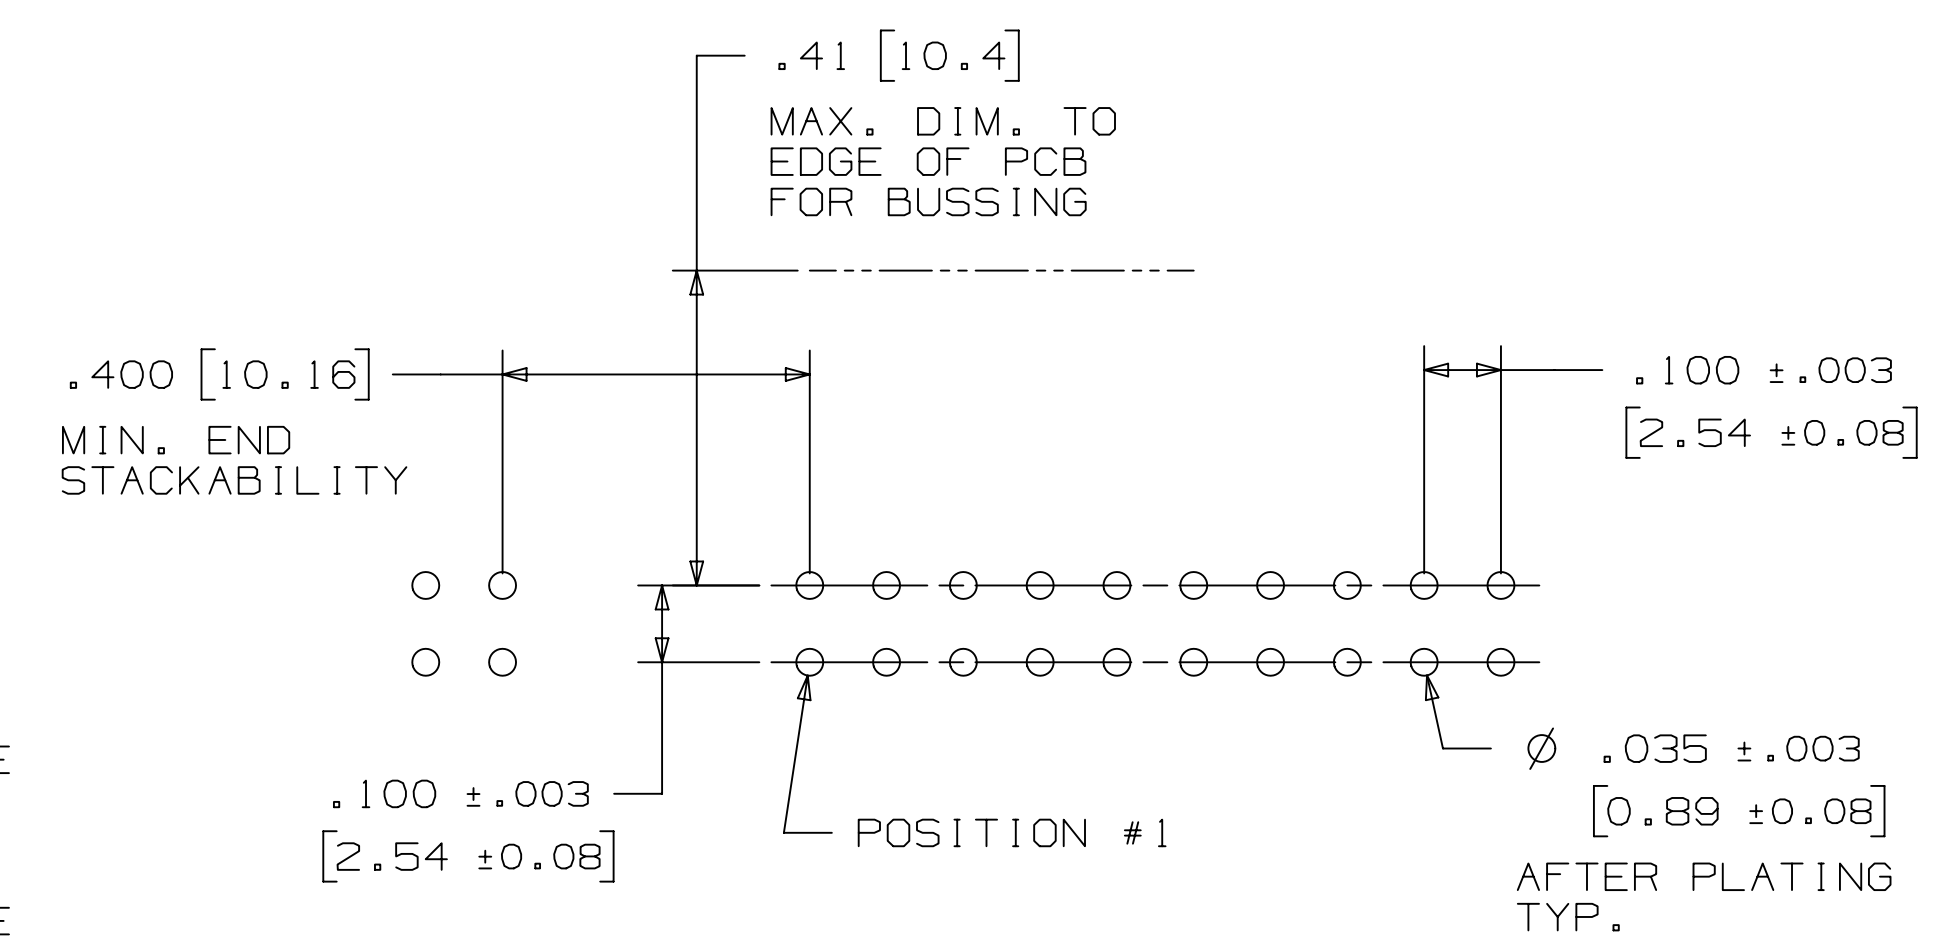 .41 [10.4]
MAX. DIM. TO
EDGE OF PCB
FOR BUSSING
.400 [10.16]
MIN. END
STACKABILITY
.100 ±.003
[2.54 ±0.08]
E
.100 ±.003
[2.54 ±0.08]
POSITION #1
Ø .035 ±.003
[0.89 ±0.08]
AFTER PLATING
TYP.
E